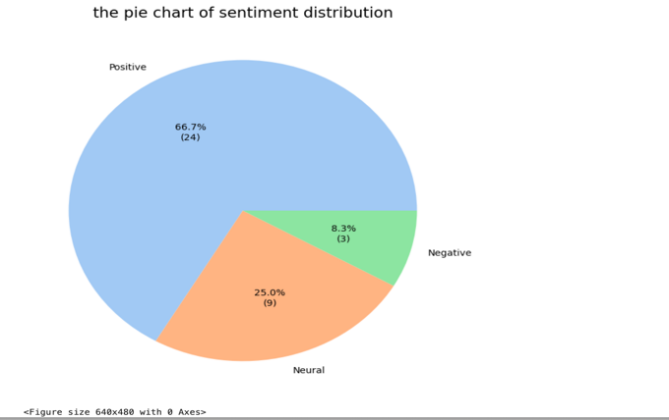 the pie chart of sentiment distribution
Positive
66.7%
(24)
8.3%
(3)
Negative
25.0%
(9)
Neural
<Figure size 640x480 with 0 Axes>